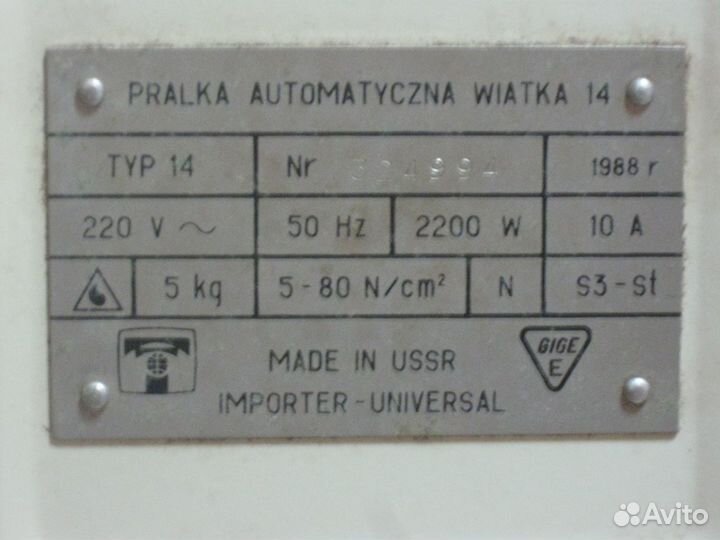 PRALKA AUTOMATYCZNA WIATKA 14
TYP 14 Nr 1988 r
220 V ~ 50 Hz 2200 W 10 A
5 kg 5-80 N/cm² N S3-St
MADE IN USSR
IMPORTER-UNIVERSAL
GIGE
E
Avito